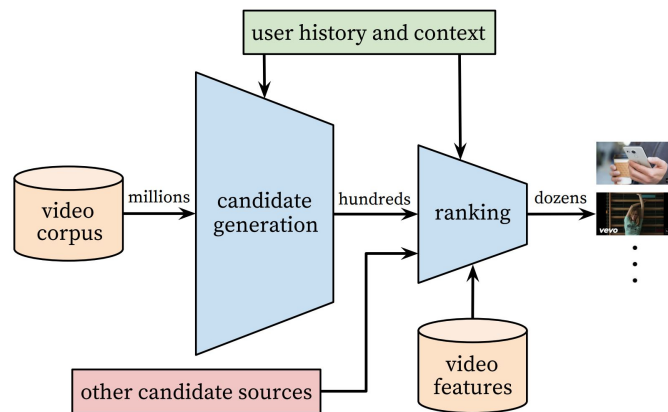 user history and context
video
corpus
millions
candidate
generation
hundreds
ranking
dozens
vevo
other candidate sources
video
features